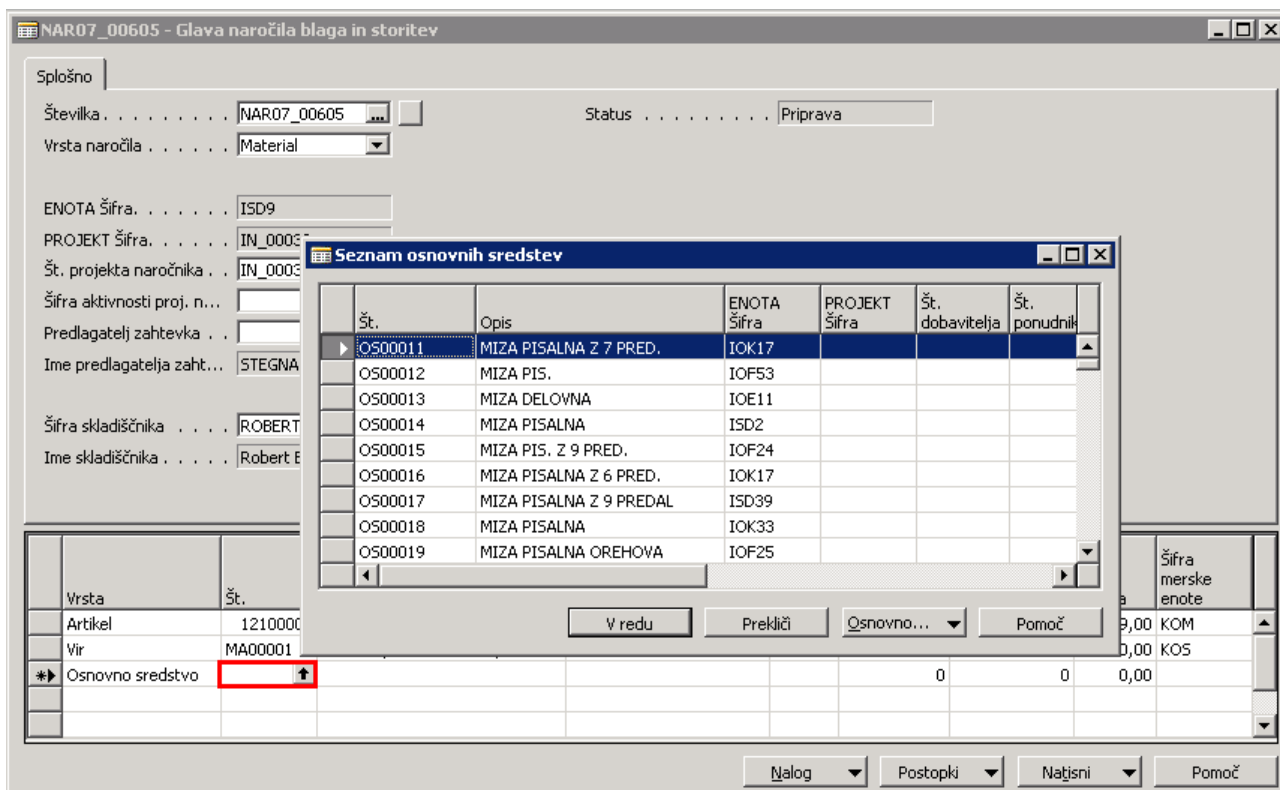 NAR07_00605 - Glava naročila blaga in storitev
Splošno
Številka. . . . . . . . . . NAR07_00605 ...
Status . . . . . . . . . . Priprava
Vrsta naročila . . . . . . Material
ENOTA Šifra. . . . . . . ISD9
PROJEKT Šifra. . . . . .
Št. projekta naročnika . .
Šifra aktivnosti proj. n...
Predlagatelj zahtevka . .
Ime predlagatelja zaht... STEGNA
Šifra skladiščnika . . . . ROBERT
Ime skladiščnika . . . . . Robert
Seznam osnovnih sredstev
Št. Opis ENOTA Šifra PROJEKT Šifra Št. dobavitelja Št. ponudnik
OS00011 MIZA PISALNA Z 7 PRED. IOK17
OS00012 MIZA PIS. IOF53
OS00013 MIZA DELOVNA IOE11
OS00014 MIZA PISALNA ISD2
OS00015 MIZA PIS. Z 9 PRED. IOF24
OS00016 MIZA PISALNA Z 6 PRED. IOK17
OS00017 MIZA PISALNA Z 9 PREDAL ISD39
OS00018 MIZA PISALNA IOK33
OS00019 MIZA PISALNA OREHOVA IOF25
V redu Prekliči Osnovno... Pomoč
Vrsta Št. Šifra merske enote
Artikel 1210000 9,00 KOM
Vir MA00001 0,00 KOS
Osnovno sredstvo 0 0 0,00
Nalog Postopki Natisni Pomoč